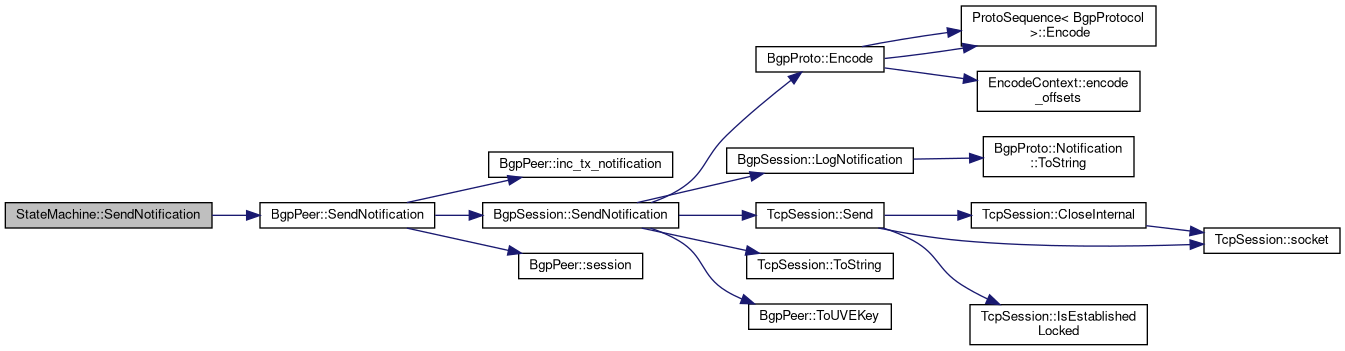 StateMachine::SendNotification
BgpPeer::SendNotification
BgpPeer::inc_tx_notification
BgpSession::SendNotification
BgpPeer::session
BgpProto::Encode
BgpSession::LogNotification
TcpSession::Send
TcpSession::ToString
BgpPeer::ToUVEKey
ProtoSequence< BgpProtocol
>::Encode
EncodeContext::encode
_offsets
BgpProto::Notification
::ToString
TcpSession::CloseInternal
TcpSession::IsEstablished
Locked
TcpSession::socket